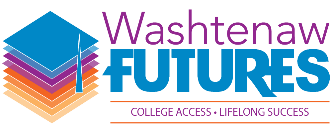 Washtenaw
FUTURES
COLLEGE ACCESS • LIFELONG SUCCESS